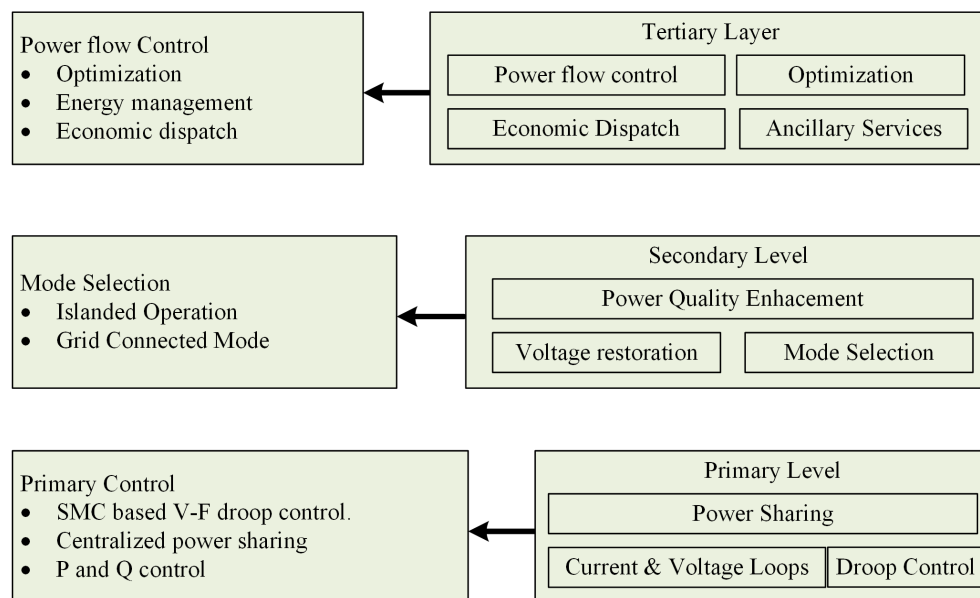 Power flow Control
• Optimization
• Energy management
• Economic dispatch
Tertiary Layer
Power flow control
Optimization
Economic Dispatch
Ancillary Services
Mode Selection
• Islanded Operation
• Grid Connected Mode
Secondary Level
Power Quality Enhacement
Voltage restoration
Mode Selection
Primary Control
• SMC based V-F droop control.
• Centralized power sharing
• P and Q control
Primary Level
Power Sharing
Current & Voltage Loops
Droop Control